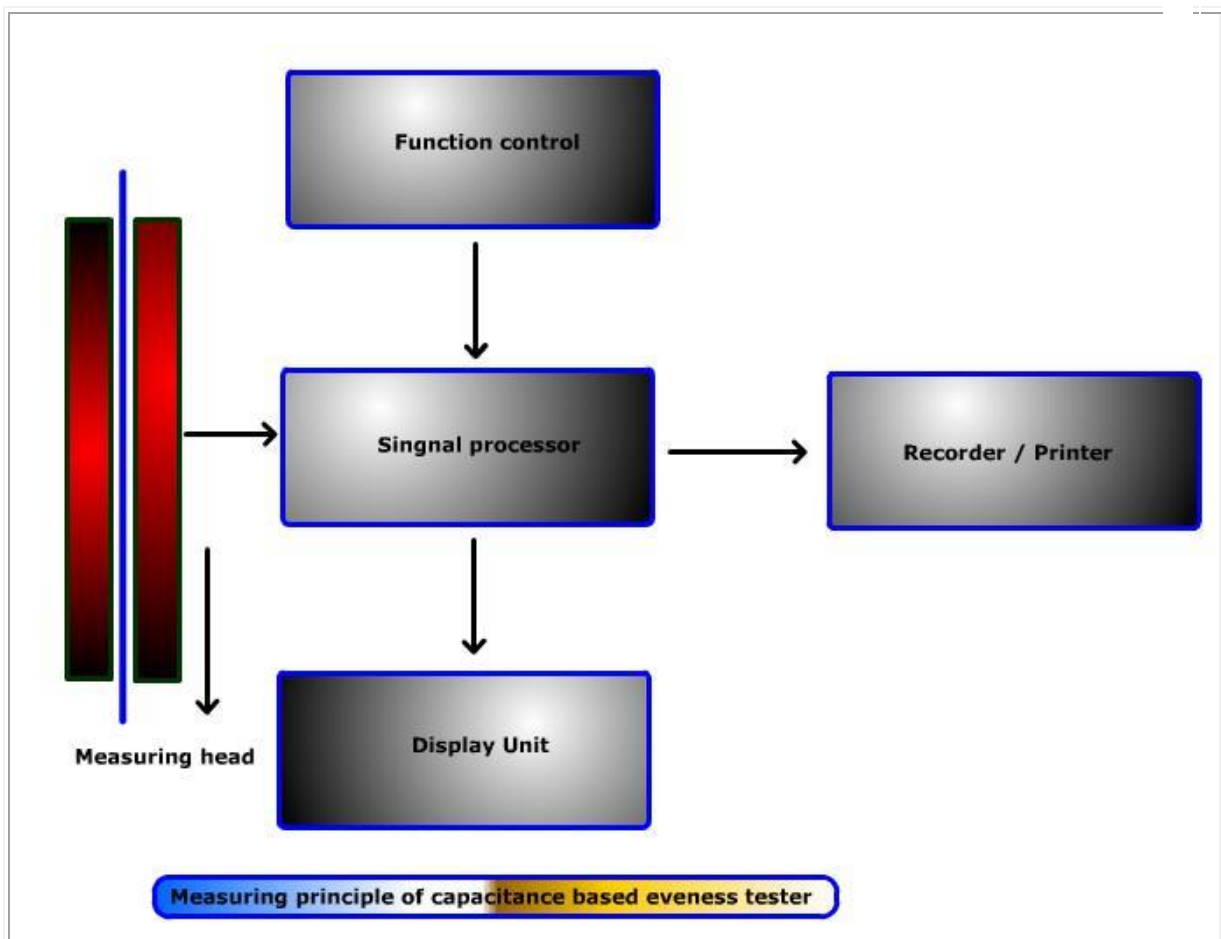 Function control
Singnal processor
Recorder / Printer
Measuring head
Display Unit
Measuring principle of capacitance based eveness tester